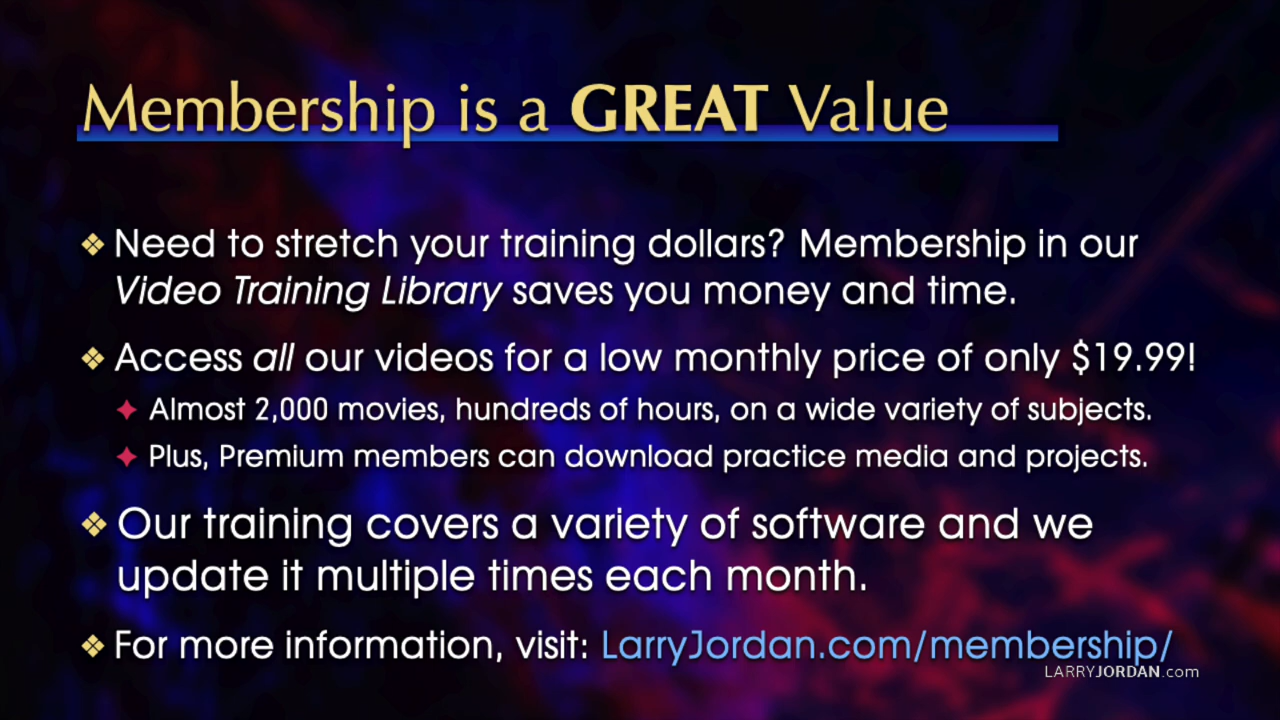 Membership is a GREAT Value
❖ Need to stretch your training dollars? Membership in our
Video Training Library saves you money and time.
❖ Access all our videos for a low monthly price of only $19.99!
✦ Almost 2,000 movies, hundreds of hours, on a wide variety of subjects.
✦ Plus, Premium members can download practice media and projects.
❖ Our training covers a variety of software and we
update it multiple times each month.
❖ For more information, visit: LarryJordan.com/membership/
LARRYJORDAN.com